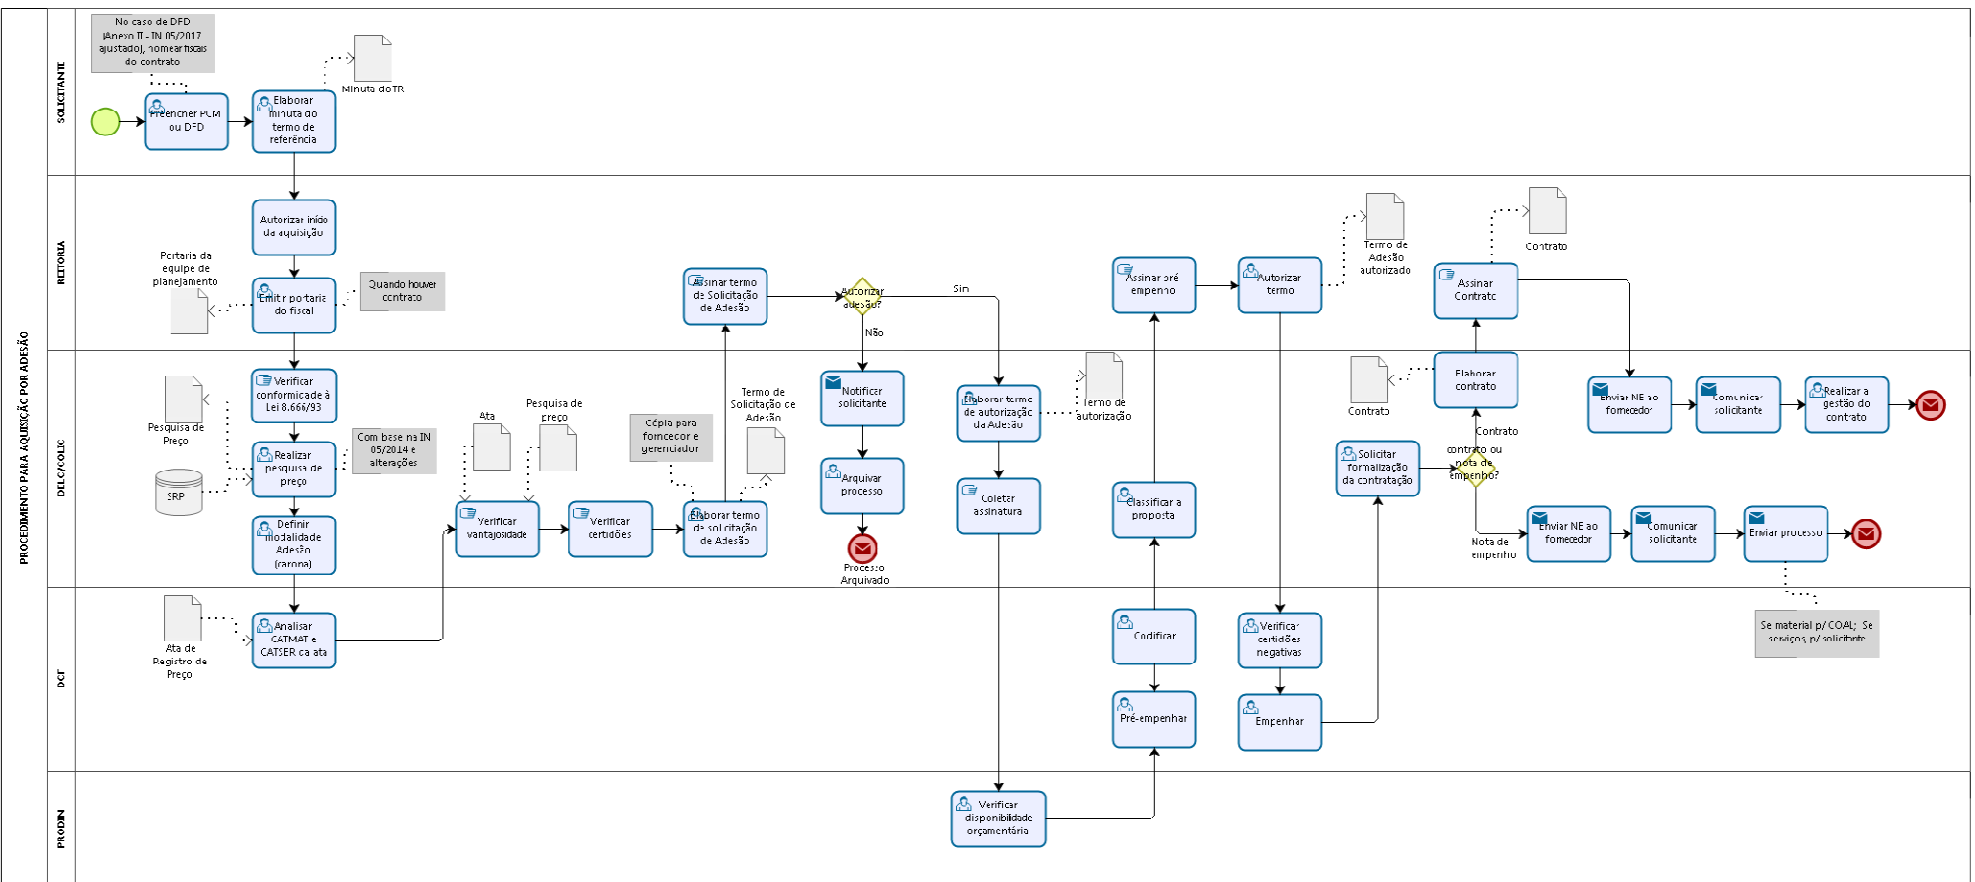 PROCEDIMENTO PARA AQUISIÇÃO POR ADESÃO
SOLICITANTE
No caso de DFD
(Anexo II - IN 05/2017
ajustado), nomear fiscais
do contrato
Preencher PCM
ou DFD
Elaborar
minuta do
termo de
referência
Minuta do TR
REITORIA
Autorizar início
da aquisição
Portaria da
equipe de
planejamento
Emitir portaria
do fiscal
Quando houver
contrato
Assinar termo
de Solicitação
de Adesão
Autorizar
adesão?
Sim
Não
Assinar pré
empenho
Autorizar
termo
Termo de
Adesão
autorizado
Assinar
Contrato
Contrato
DELC/COLIC
Verificar
conformicade à
Lei 8.666/93
Pesquisa de
Preço
Realizar
pesquisa de
preço
Com base na IN
05/2014 e
alterações
SRP
Definir
modalidade
Adesão
(carona)
Ata
Pesquisa de
preço
Verificar
vantajosidade
Verificar
certidões
Cópia para
fornecedor e
gerenciador
Termo de
Solicitação de
Adesão
Elaborar termo
de solicitação
de Adesão
Notificar
solicitante
Arquivar
processo
Processo
Arquivado
Elaborar termo
de autorização
da Adesão
Termo de
autorização
Coletar
assinatura
Classificar a
proposta
Solicitar
formalização
da contratação
Contrato
Elaborar
contrato
Contrato
contrato ou
nota de
empenho?
Nota de
empenho
Enviar NE ao
fornecedor
Comunicar
solicitante
Realizar a
gestão do
contrato
Enviar NE ao
fornecedor
Comunicar
solicitante
Enviar processo
Se material p/ COAL; Se
serviços, p/ solicitante
DCF
Ata de
Registro de
Preço
Analisar
CATMAT e
CATSER da ata
Codificar
Pré-empenhar
Verificar
certidões
negativas
Empenhar
PRODIN
Verificar
disponibilidade
orçamentária